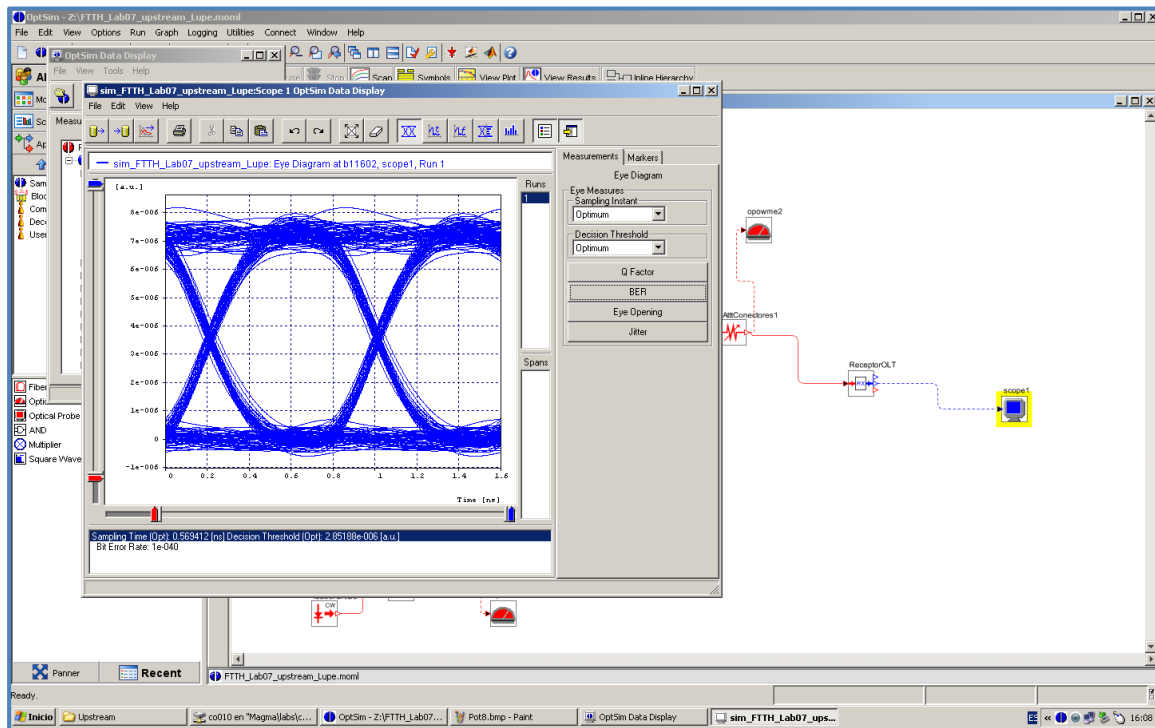 OptSim - Z:\FTTH_Lab07_upstream_Lupe.moml
File Edit View Options Run Graph Logging Utilities Connect Window Help
OptSim Data Display
File View Tools Help
Stop Scan Symbols View Plot View Results Inline Hierarchy
sim_FTTH_Lab07_upstream_Lupe:Scope 1 OptSim Data Display
File Edit View Help
sim_FTTH_Lab07_upstream_Lupe: Eye Diagram at b11602, scope1, Run 1
[a.u.]
8e-006
7e-006
6e-006
5e-006
4e-006
3e-006
2e-006
1e-006
0
-1e-006
0 0.2 0.4 0.6 0.8 1 1.2 1.4 1.6
Time [ns]
Runs
1
Spans
Measurements Markers
Eye Diagram
Eye Measures
Sampling Instant
Optimum
Decision Threshold
Optimum
Q Factor
BER
Eye Opening
Jitter
Sampling Time (Opt): 0.569412 [ns] Decision Threshold (Opt): 2.85188e-006 [a.u.]
Bit Error Rate: 1e-040
opowme2
AttConectores1
ReceptorOLT
RX
scope1
CW
Optical Probe
AND
Multiplier
Square Wave
Panner
Recent
FTTH_Lab07_upstream_Lupe.moml
Ready.
Inicio
Upstream
co010 en "Magma\labs\c...
OptSim - Z:\FTTH_Lab07...
Pot8.bmp - Paint
OptSim Data Display
sim_FTTH_Lab07_ups...
ES
16:08